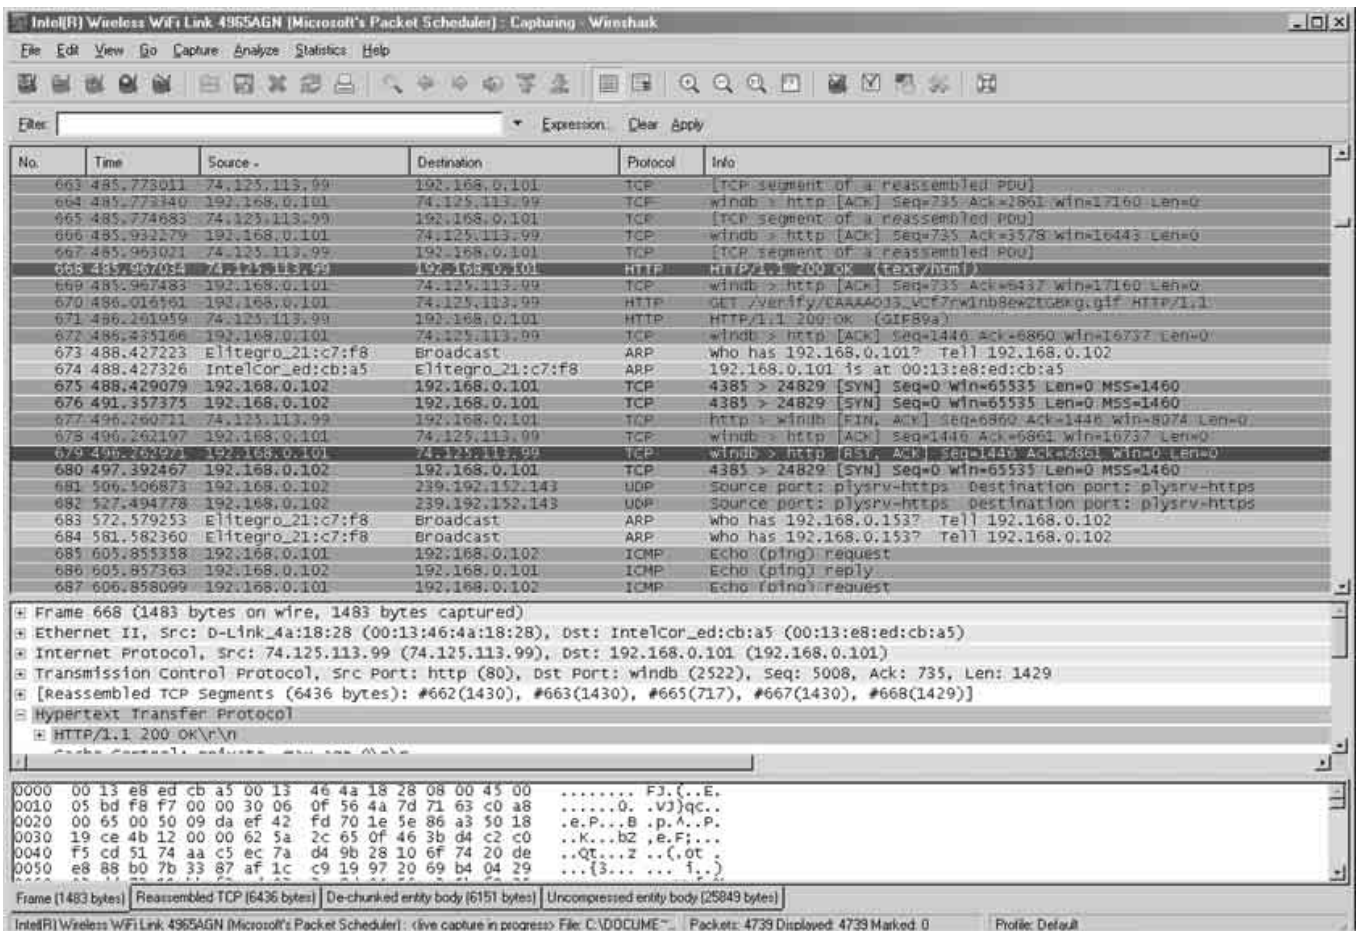 Intel(R) Wireless WiFi Link 4965AGN (Microsoft's Packet Scheduler) : Capturing - Wireshark
File Edit View Go Capture Analyze Statistics Help
Filter: Expression... Clear Apply
No. Time Source Destination Protocol Info
663 485.773011 74.125.113.99 192.168.0.101 TCP [TCP segment of a reassembled PDU]
664 485.773340 192.168.0.101 74.125.113.99 TCP windb > http [ACK] Seq=735 Ack=2861 Win=17160 Len=0
665 485.774683 74.125.113.99 192.168.0.101 TCP [TCP segment of a reassembled PDU]
666 485.932279 192.168.0.101 74.125.113.99 TCP windb > http [ACK] Seq=735 Ack=3578 Win=16443 Len=0
667 485.963021 74.125.113.99 192.168.0.101 TCP [TCP segment of a reassembled PDU]
668 485.967034 74.125.113.99 192.168.0.101 HTTP HTTP/1.1 200 OK (text/html)
669 485.967483 192.168.0.101 74.125.113.99 TCP windb > http [ACK] Seq=735 Ack=6437 Win=17160 Len=0
670 486.016561 192.168.0.101 74.125.113.99 HTTP GET HTTP/1.1
671 486.261959 74.125.113.99 192.168.0.101 HTTP HTTP/1.1 200 OK (GIF89a)
672 486.435166 192.168.0.101 74.125.113.99 TCP windb > http [ACK] Seq=1446 Ack=6860 Win=16737 Len=0
673 488.427223 Elitegro_21:c7:f8 Broadcast ARP who has 192.168.0.101? Tell 192.168.0.102
674 488.427326 IntelCor_ed:cb:a5 Elitegro_21:c7:f8 ARP 192.168.0.101 is at 00:13:e8:ed:cb:a5
675 488.429079 192.168.0.102 192.168.0.101 TCP 4385 > 24829 [SYN] Seq=0 Win=65535 Len=0 MSS=1460
676 491.357375 192.168.0.102 192.168.0.101 TCP 4385 > 24829 [SYN] Seq=0 Win=65535 Len=0 MSS=1460
677 496.260711 74.125.113.99 192.168.0.101 TCP http > windb [FIN, ACK] Seq=6860 Ack=1446 Win=8074 Len=0
678 496.262197 192.168.0.101 74.125.113.99 TCP windb > http [ACK] Seq=1446 Ack=6861 Win=16737 Len=0
679 496.262971 192.168.0.101 74.125.113.99 TCP windb > http [RST, ACK] Seq=1446 Ack=6861 Win=0 Len=0
680 497.392467 192.168.0.102 192.168.0.101 TCP 4385 > 24829 [SYN] Seq=0 Win=65535 Len=0 MSS=1460
681 506.506873 192.168.0.102 239.192.152.143 UDP Source port: plysrv-https Destination port: plysrv-https
682 527.494778 192.168.0.102 239.192.152.143 UDP Source port: plysrv-https Destination port: plysrv-https
683 572.579253 Elitegro_21:c7:f8 Broadcast ARP who has 192.168.0.153? Tell 192.168.0.102
684 581.582360 Elitegro_21:c7:f8 Broadcast ARP who has 192.168.0.153? Tell 192.168.0.102
685 605.855358 192.168.0.101 192.168.0.102 ICMP Echo (ping) request
686 605.857363 192.168.0.102 192.168.0.101 ICMP Echo (ping) reply
687 606.858099 192.168.0.101 192.168.0.102 ICMP Echo (ping) request
Frame 668 (1483 bytes on wire, 1483 bytes captured)
Ethernet II, Src: D-Link_4a:18:28 (00:13:46:4a:18:28), Dst: IntelCor_ed:cb:a5 (00:13:e8:ed:cb:a5)
Internet Protocol, Src: 74.125.113.99 (74.125.113.99), Dst: 192.168.0.101 (192.168.0.101)
Transmission Control Protocol, Src Port: http (80), Dst Port: windb (2522), Seq: 5008, Ack: 735, Len: 1429
[Reassembled TCP Segments (6436 bytes): #662(1430), #663(1430), #665(717), #667(1430), #668(1429)]
Hypertext Transfer Protocol
HTTP/1.1 200 OK\r\n
0000 00 13 e8 ed cb a5 00 13 46 4a 18 28 08 00 45 00 ........ FJ.(..E.
0010 05 bd f8 f7 00 00 30 06 0f 56 4a 7d 71 63 c0 a8 ......0. .VJ}qc..
0020 00 65 00 50 09 da ef 42 fd 70 1e 5e 86 a3 50 18 .e.P...B .p.^..P.
0030 19 ce 4b 12 00 00 62 5a 2c 65 0f 46 3b d4 c2 c0 ..K...bZ ,e.F;...
0040 f5 cd 51 74 aa c5 ec 7a d4 9b 28 10 6f 74 20 de ..Qt...z ..(.ot .
0050 e8 88 b0 7b 33 87 af 1c c9 19 97 20 69 b4 04 29 ...{3... ... i..)
Frame (1483 bytes) Reassembled TCP (6436 bytes) De-chunked entity body (6151 bytes) Uncompressed entity body (25849 bytes)
Intel(R) Wireless WiFi Link 4965AGN (Microsoft's Packet Scheduler) : <live capture in progress> File: C:\DOCUME~... Packets: 4739 Displayed: 4739 Marked: 0 Profile: Default